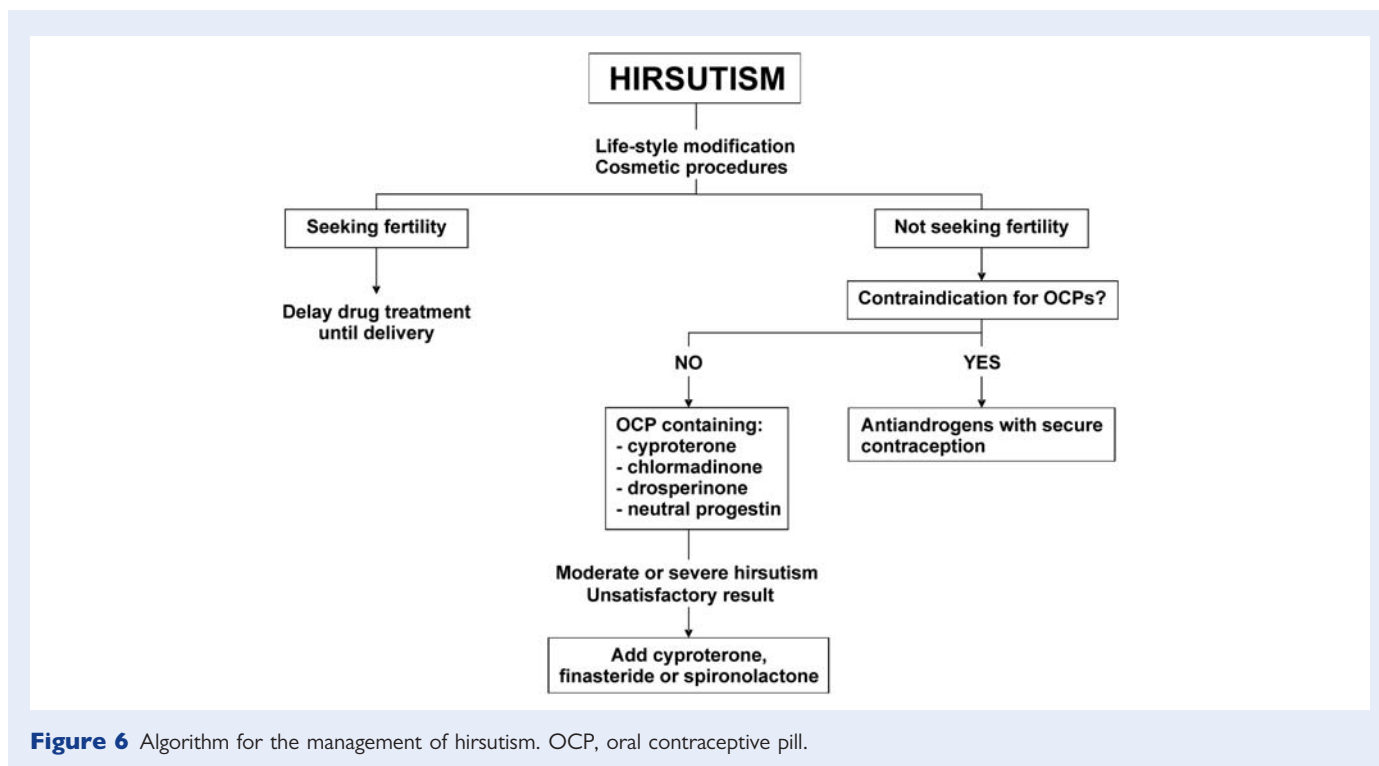 HIRSUTISM
Life-style modification
Cosmetic procedures
Seeking fertility
Not seeking fertility
Delay drug treatment
until delivery
Contraindication for OCPs?
NO
YES
OCP containing:
- cyproterone
- chlormadinone
- drosperinone
- neutral progestin
Antiandrogens with secure
contraception
Moderate or severe hirsutism
Unsatisfactory result
Add cyproterone,
finasteride or spironolactone
Figure 6 Algorithm for the management of hirsutism. OCP, oral contraceptive pill.